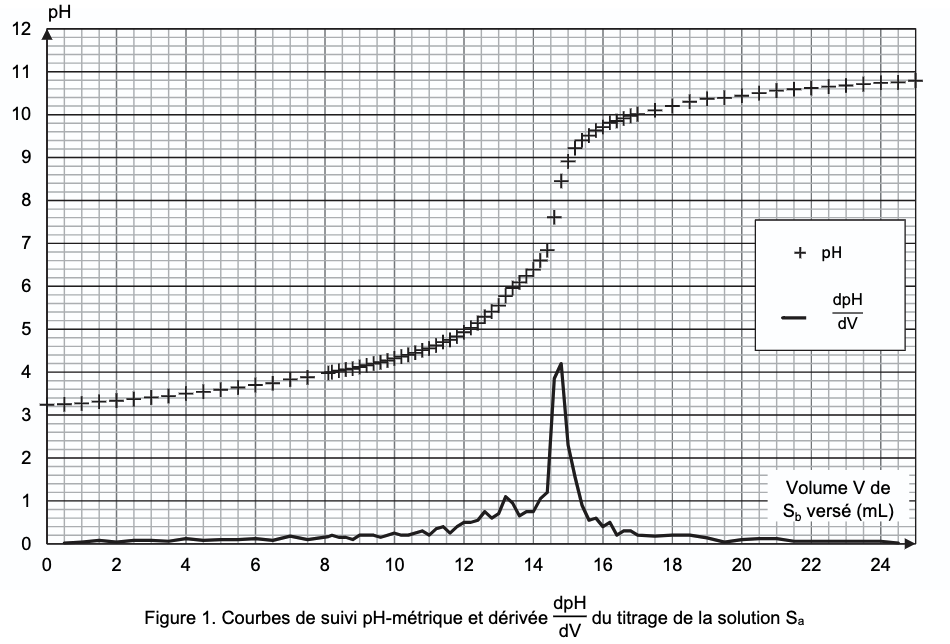 pH
12
11
10
9
8
7
6
5
4
3
2
1
0
pH
dpH
dV
Volume V de
Sb versé (mL)
0 2 4 6 8 10 12 14 16 18 20 22 24
Figure 1. Courbes de suivi pH-métrique et dérivée dpH/dV du titrage de la solution Sa